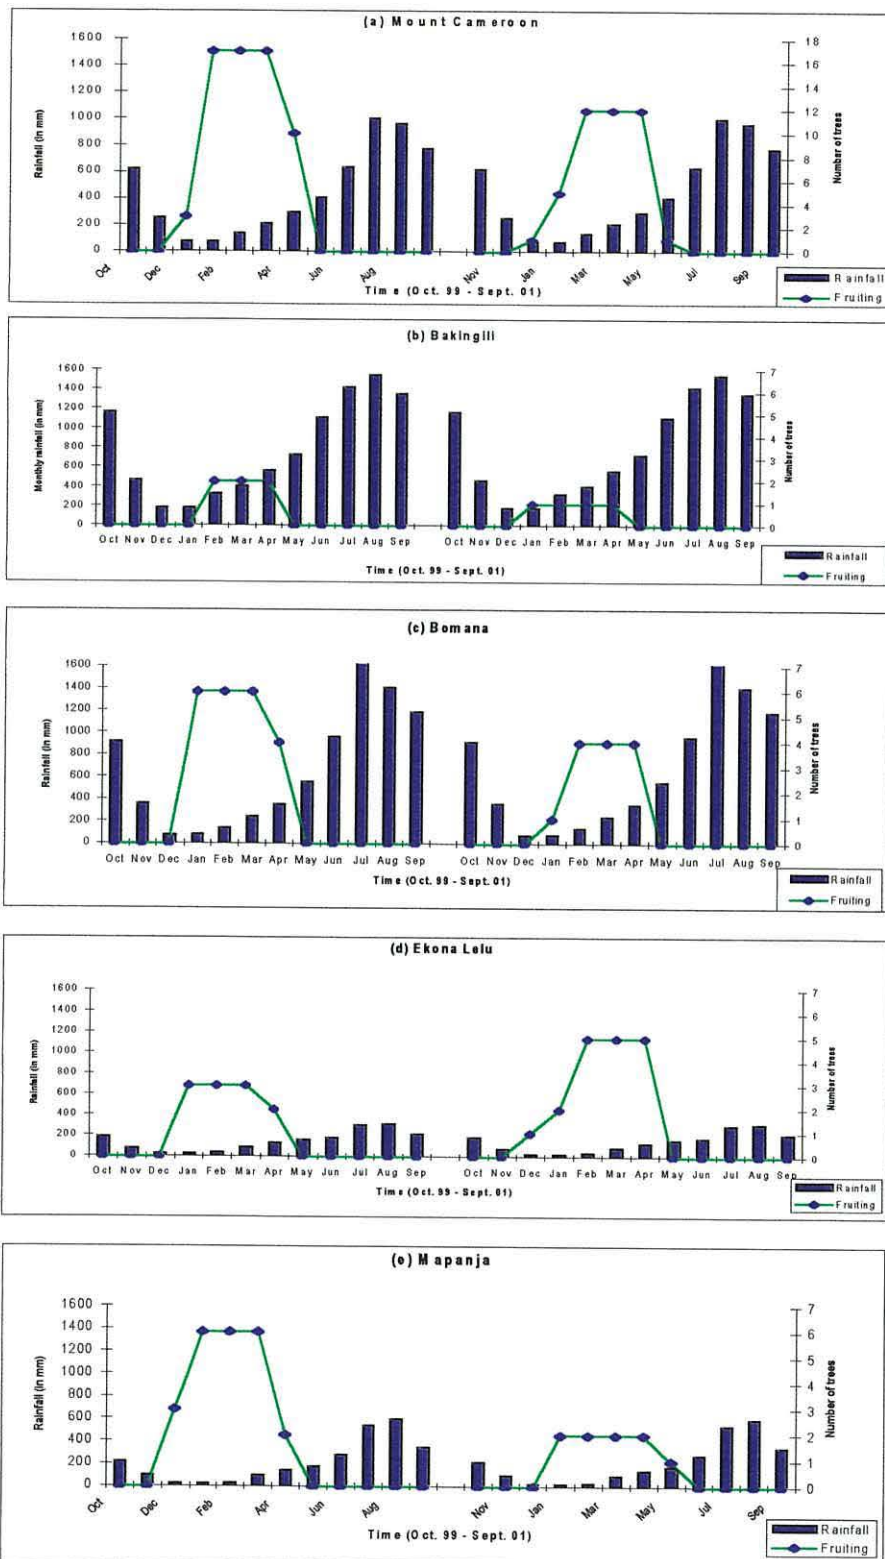 (a) Mount Cameroon
Rainfall (in mm)
1600
1400
1200
1000
800
600
400
200
0
18
16
14
12
10
8
6
4
2
0
Number of trees
Oct Dec Feb Apr Jun Aug Nov Jan Mar May Jul Sep
Time (Oct. 99 - Sept. 01)
Rainfall
Fruiting
(b) Bakingili
Monthly rainfall (in mm)
1600
1400
1200
1000
800
600
400
200
0
7
6
5
4
3
2
1
0
Number of trees
Oct Nov Dec Jan Feb Mar Apr May Jun Jul Aug Sep Oct Nov Dec Jan Feb Mar Apr May Jun Jul Aug Sep
Time (Oct. 99 - Sept. 01)
Rainfall
Fruiting
(c) Bomana
Rainfall (in mm)
1600
1400
1200
1000
800
600
400
200
0
7
6
5
4
3
2
1
0
Number of trees
Oct Nov Dec Jan Feb Mar Apr May Jun Jul Aug Sep Oct Nov Dec Jan Feb Mar Apr May Jun Jul Aug Sep
Time (Oct. 99 - Sept. 01)
Rainfall
Fruiting
(d) Ekona Lelu
Rainfall (in mm)
1600
1400
1200
1000
800
600
400
200
0
7
6
5
4
3
2
1
0
Number of trees
Oct Nov Dec Jan Feb Mar Apr May Jun Jul Aug Sep Oct Nov Dec Jan Feb Mar Apr May Jun Jul Aug Sep
Time (Oct. 99 - Sept. 01)
Rainfall
Fruiting
(e) Mapanja
Rainfall (in mm)
1600
1400
1200
1000
800
600
400
200
0
7
6
5
4
3
2
1
0
Number of trees
Oct Dec Feb Apr Jun Aug Nov Jan Mar May Jul Sep
Time (Oct. 99 - Sept. 01)
Rainfall
Fruiting